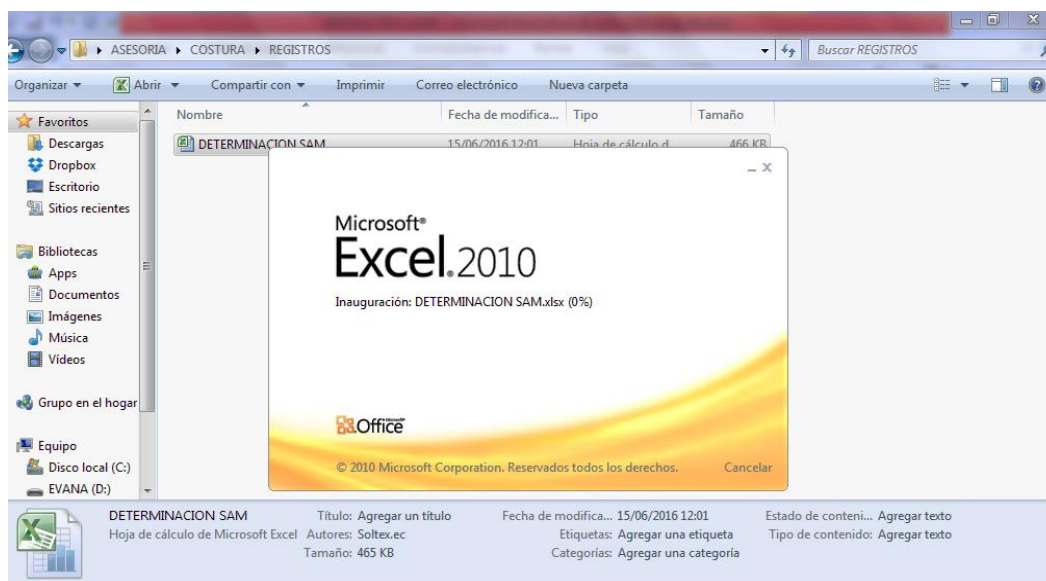 ASESORIA ▸ COSTURA ▸ REGISTROS
Buscar REGISTROS
Organizar Abrir Compartir con Imprimir Correo electrónico Nueva carpeta
Nombre Fecha de modifica... Tipo Tamaño
DETERMINACION SAM 15/06/2016 12:01 Hoja de cálculo d... 466 KB
Favoritos
Descargas
Dropbox
Escritorio
Sitios recientes
Bibliotecas
Apps
Documentos
Imágenes
Música
Vídeos
Grupo en el hogar
Equipo
Disco local (C:)
EVANA (D:)
Microsoft®
Excel 2010
Inauguración: DETERMINACION SAM.xlsx (0%)
Microsoft®
Office
© 2010 Microsoft Corporation. Reservados todos los derechos. Cancelar
DETERMINACION SAM Título: Agregar un título Fecha de modifica... 15/06/2016 12:01 Estado de conteni... Agregar texto
Hoja de cálculo de Microsoft Excel Autores: Soltex.ec Etiquetas: Agregar una etiqueta Tipo de contenido: Agregar texto
Tamaño: 465 KB Categorías: Agregar una categoría